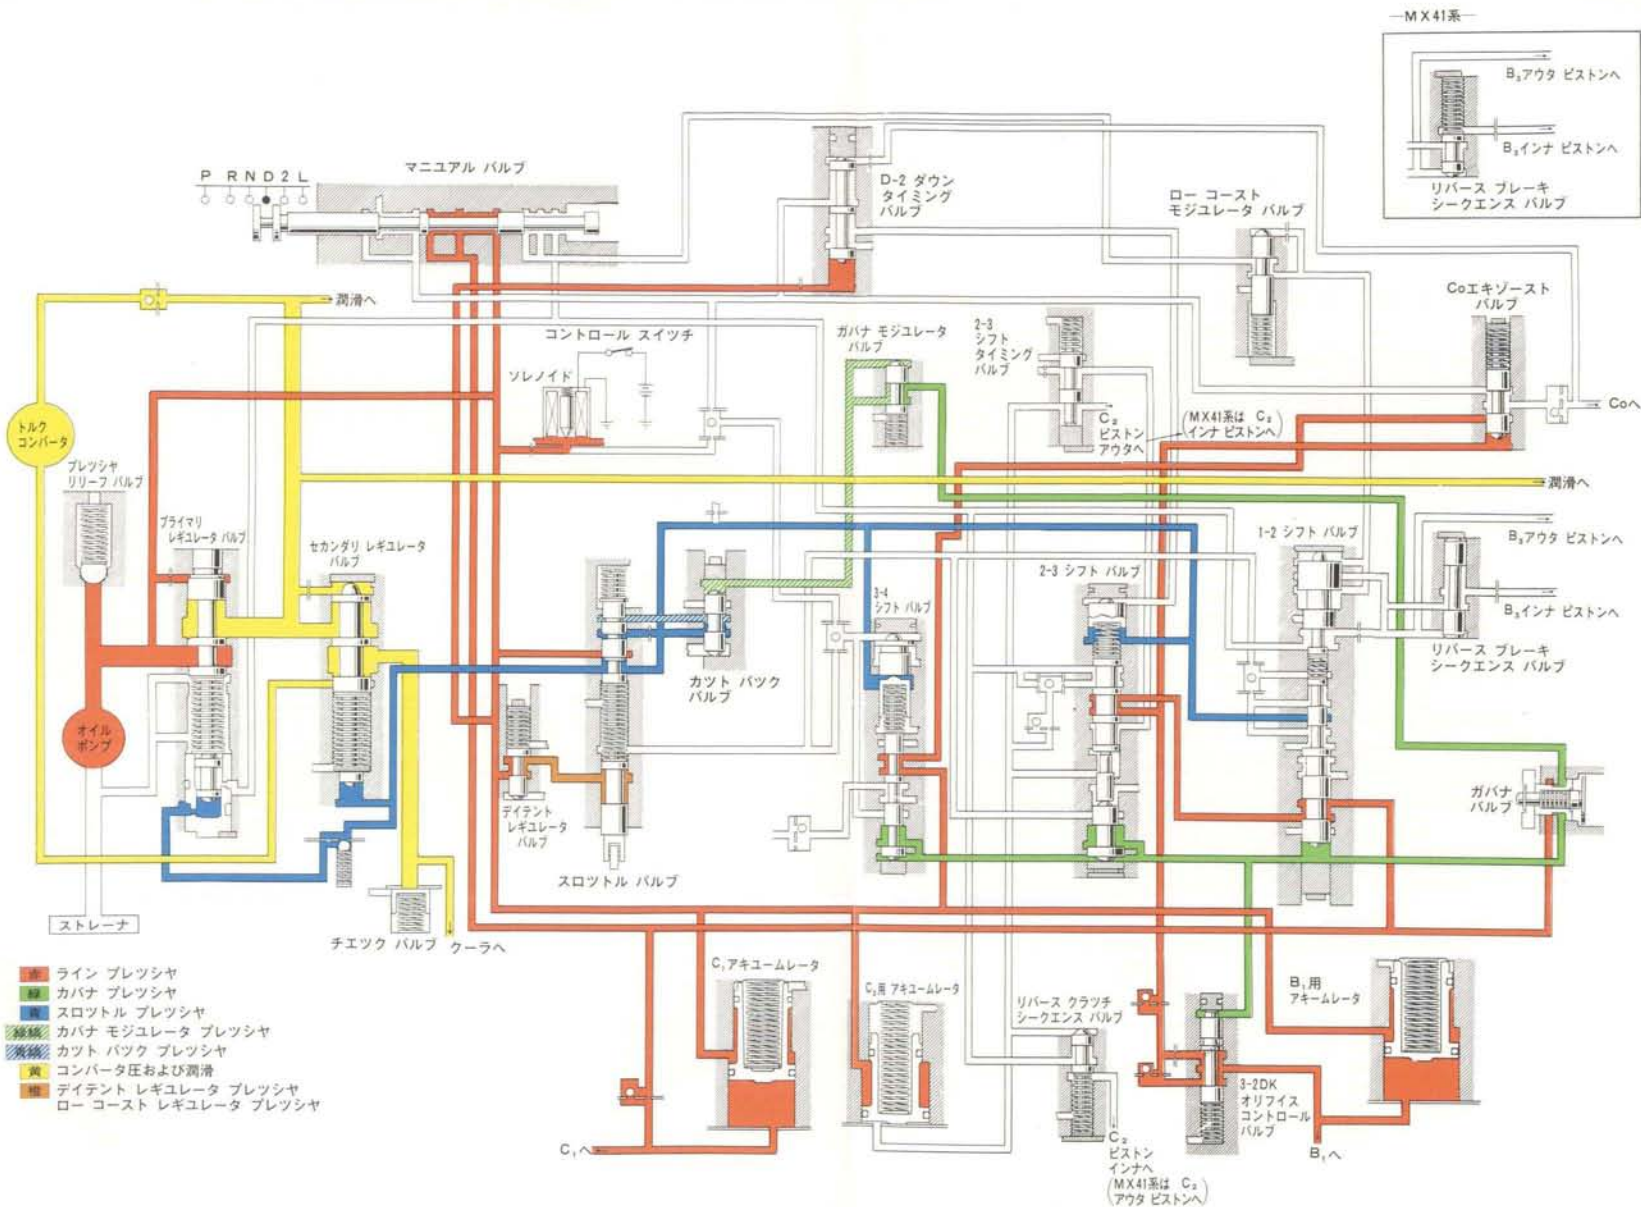 MX41系
B₃アウタ ピストンへ
B₃インナ ピストンへ
リバース ブレーキ
シークエンス バルブ
P R N D 2 L
マニユアル バルブ
D-2 ダウン
タイミング
バルブ
ロー コースト
モジユレータ バルブ
Coエキゾースト
バルブ
潤滑へ
コントロール スイツチ
ソレノイド
ガバナ モジユレータ
バルブ
2-3
シフト
タイミング
バルブ
Coへ
C₂
ピストン
アウタへ
(MX41系は C₂
インナ ピストンへ)
トルク
コンバータ
プレツシヤ
リリーフ バルブ
プライマリ
レギユレータ バルブ
セカンダリ レギユレータ
バルブ
潤滑へ
1-2 シフト バルブ
B₃アウタ ピストンへ
B₃インナ ピストンへ
リバース ブレーキ
シークエンス バルブ
2-3 シフト バルブ
3-4
シフト バルブ
カツト バツク
バルブ
オイル
ポンプ
デイテント
レギユレータ
バルブ
スロツトル バルブ
ガバナ
バルブ
ストレーナ
チエツク バルブ
クーラへ
赤 ライン プレツシヤ
緑 カバナ プレツシヤ
青 スロツトル プレツシヤ
緑縞 カバナ モジユレータ プレツシヤ
青縞 カツト バツク プレツシヤ
黄 コンバータ圧および潤滑
橙 デイテント レギユレータ プレツシヤ
ロー コースト レギユレータ プレツシヤ
C₁アキユームレータ
C₂用 アキユームレータ
リバース クラツチ
シークエンス バルブ
B₁用
アキームレータ
3-2DK
オリフイス
コントロール
バルブ
C₁へ
C₂
ピストン
インナへ
(MX41系は C₂
アウタ ピストンへ)
B₁へ